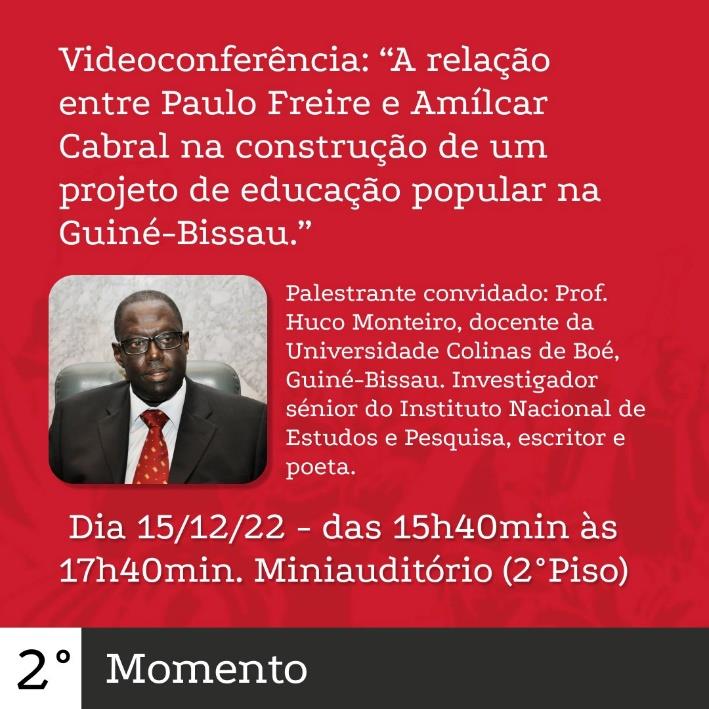 Videoconferência: “A relação
entre Paulo Freire e Amílcar
Cabral na construção de um
projeto de educação popular na
Guiné-Bissau.”
Palestrante convidado: Prof.
Huco Monteiro, docente da
Universidade Colinas de Boé,
Guiné-Bissau. Investigador
sénior do Instituto Nacional de
Estudos e Pesquisa, escritor e
poeta.
Dia 15/12/22 - das 15h40min às
17h40min. Miniauditório (2°Piso)
2° Momento